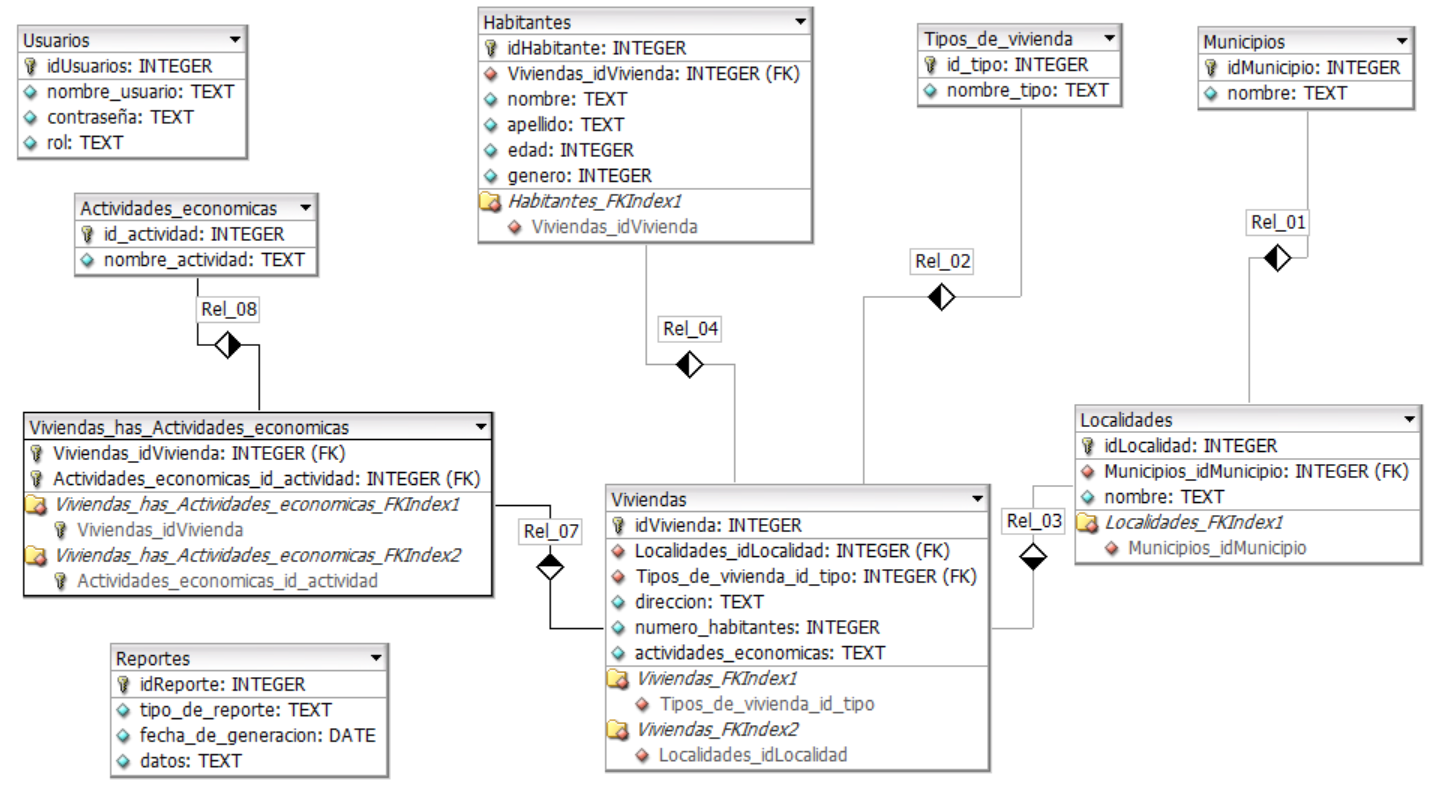 Usuarios
idUsuarios: INTEGER
nombre_usuario: TEXT
contraseña: TEXT
rol: TEXT
Habitantes
idHabitante: INTEGER
Viviendas_idVivienda: INTEGER (FK)
nombre: TEXT
apellido: TEXT
edad: INTEGER
genero: INTEGER
Habitantes_FKIndex1
Viviendas_idVivienda
Tipos_de_vivienda
id_tipo: INTEGER
nombre_tipo: TEXT
Municipios
idMunicipio: INTEGER
nombre: TEXT
Actividades_economicas
id_actividad: INTEGER
nombre_actividad: TEXT
Rel_08
Rel_04
Rel_02
Rel_01
Viviendas_has_Actividades_economicas
Viviendas_idVivienda: INTEGER (FK)
Actividades_economicas_id_actividad: INTEGER (FK)
Viviendas_has_Actividades_economicas_FKIndex1
Viviendas_idVivienda
Viviendas_has_Actividades_economicas_FKIndex2
Actividades_economicas_id_actividad
Rel_07
Viviendas
idVivienda: INTEGER
Localidades_idLocalidad: INTEGER (FK)
Tipos_de_vivienda_id_tipo: INTEGER (FK)
direccion: TEXT
numero_habitantes: INTEGER
actividades_economicas: TEXT
Viviendas_FKIndex1
Tipos_de_vivienda_id_tipo
Viviendas_FKIndex2
Localidades_idLocalidad
Rel_03
Localidades
idLocalidad: INTEGER
Municipios_idMunicipio: INTEGER (FK)
nombre: TEXT
Localidades_FKIndex1
Municipios_idMunicipio
Reportes
idReporte: INTEGER
tipo_de_reporte: TEXT
fecha_de_generacion: DATE
datos: TEXT